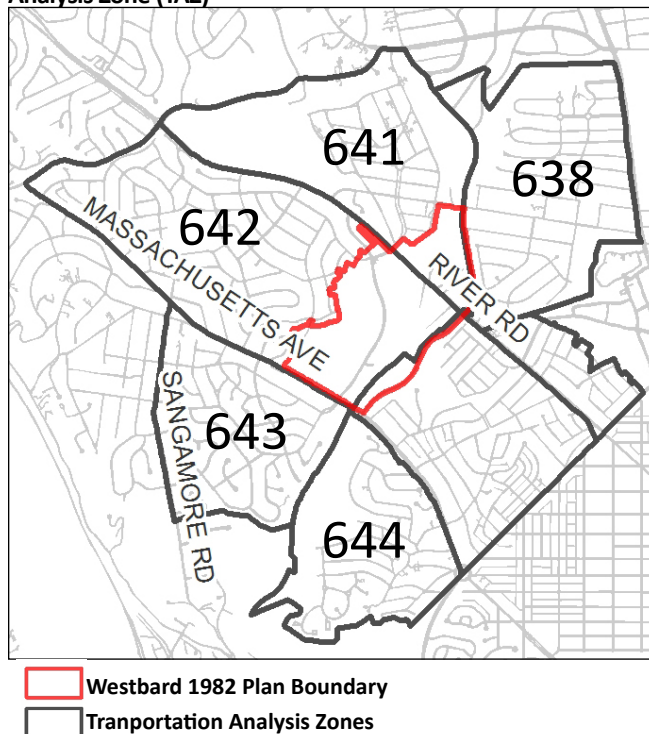 Analysis Zone (TAZ)
641
638
642
MASSACHUSETTS AVE
RIVER RD
643
SANGAMORE RD
644
Westbard 1982 Plan Boundary
Tranportation Analysis Zones